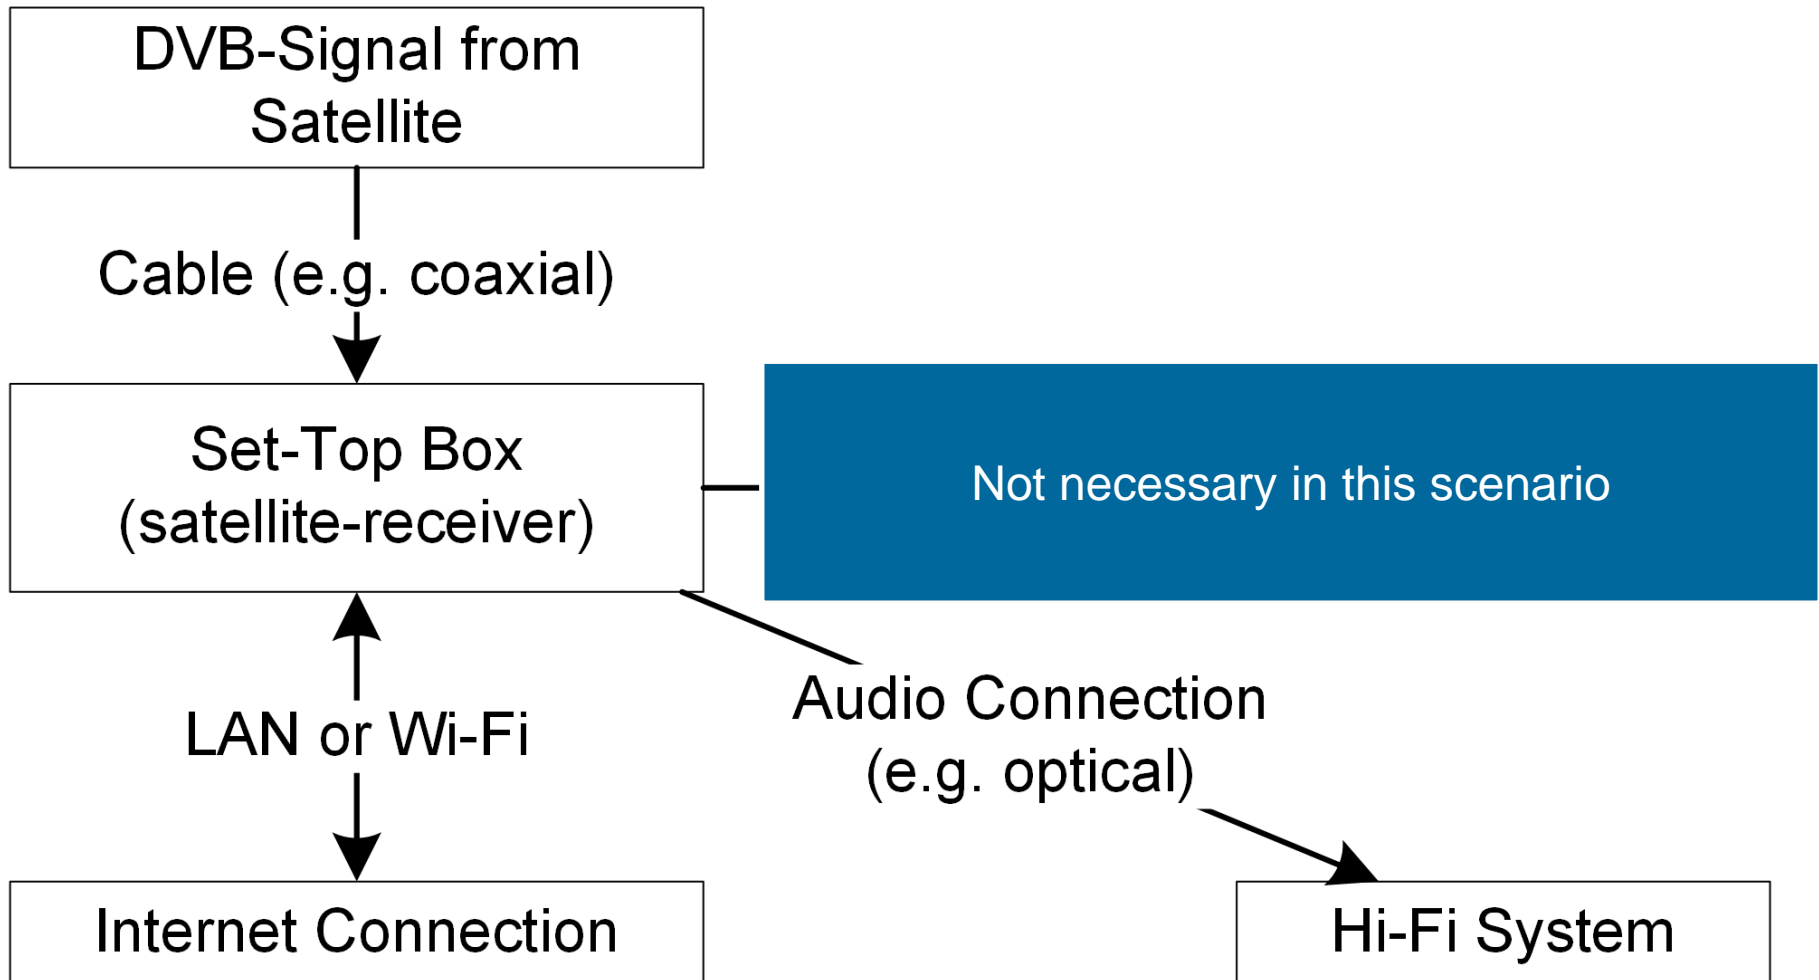 DVB-Signal from
Satellite
Cable (e.g. coaxial)
Set-Top Box
(satellite-receiver)
Not necessary in this scenario
LAN or Wi-Fi
Audio Connection
(e.g. optical)
Internet Connection
Hi-Fi System